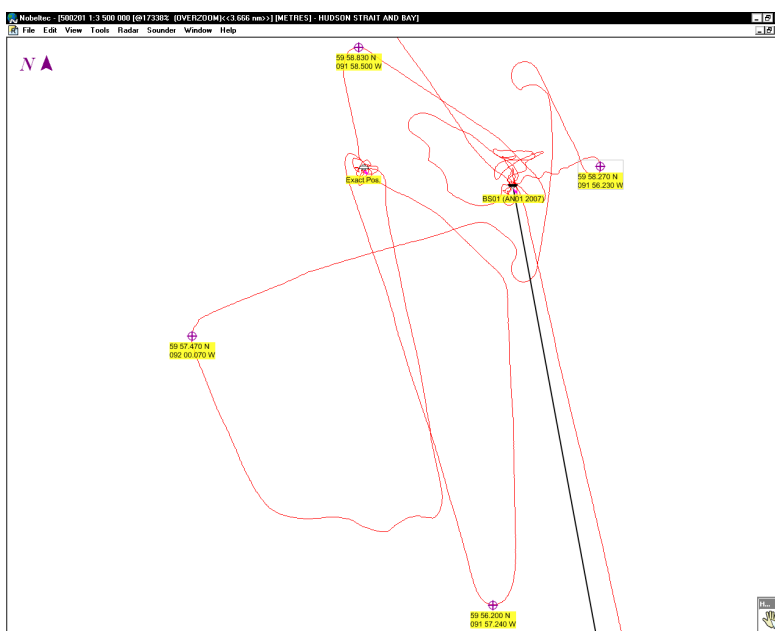 Nobeltec - [500201 1:3 500 000 [@17338% (OVERZOOM)<<3.666 nm>>] [METRES] - HUDSON STRAIT AND BAY]
File Edit View Tools Radar Sounder Window Help
N
59 58.830 N
091 58.500 W
Exact Pos.
59 58.270 N
091 56.230 W
BS01 (AN01 2007)
59 57.470 N
092 00.070 W
59 56.200 N
091 57.240 W
H...